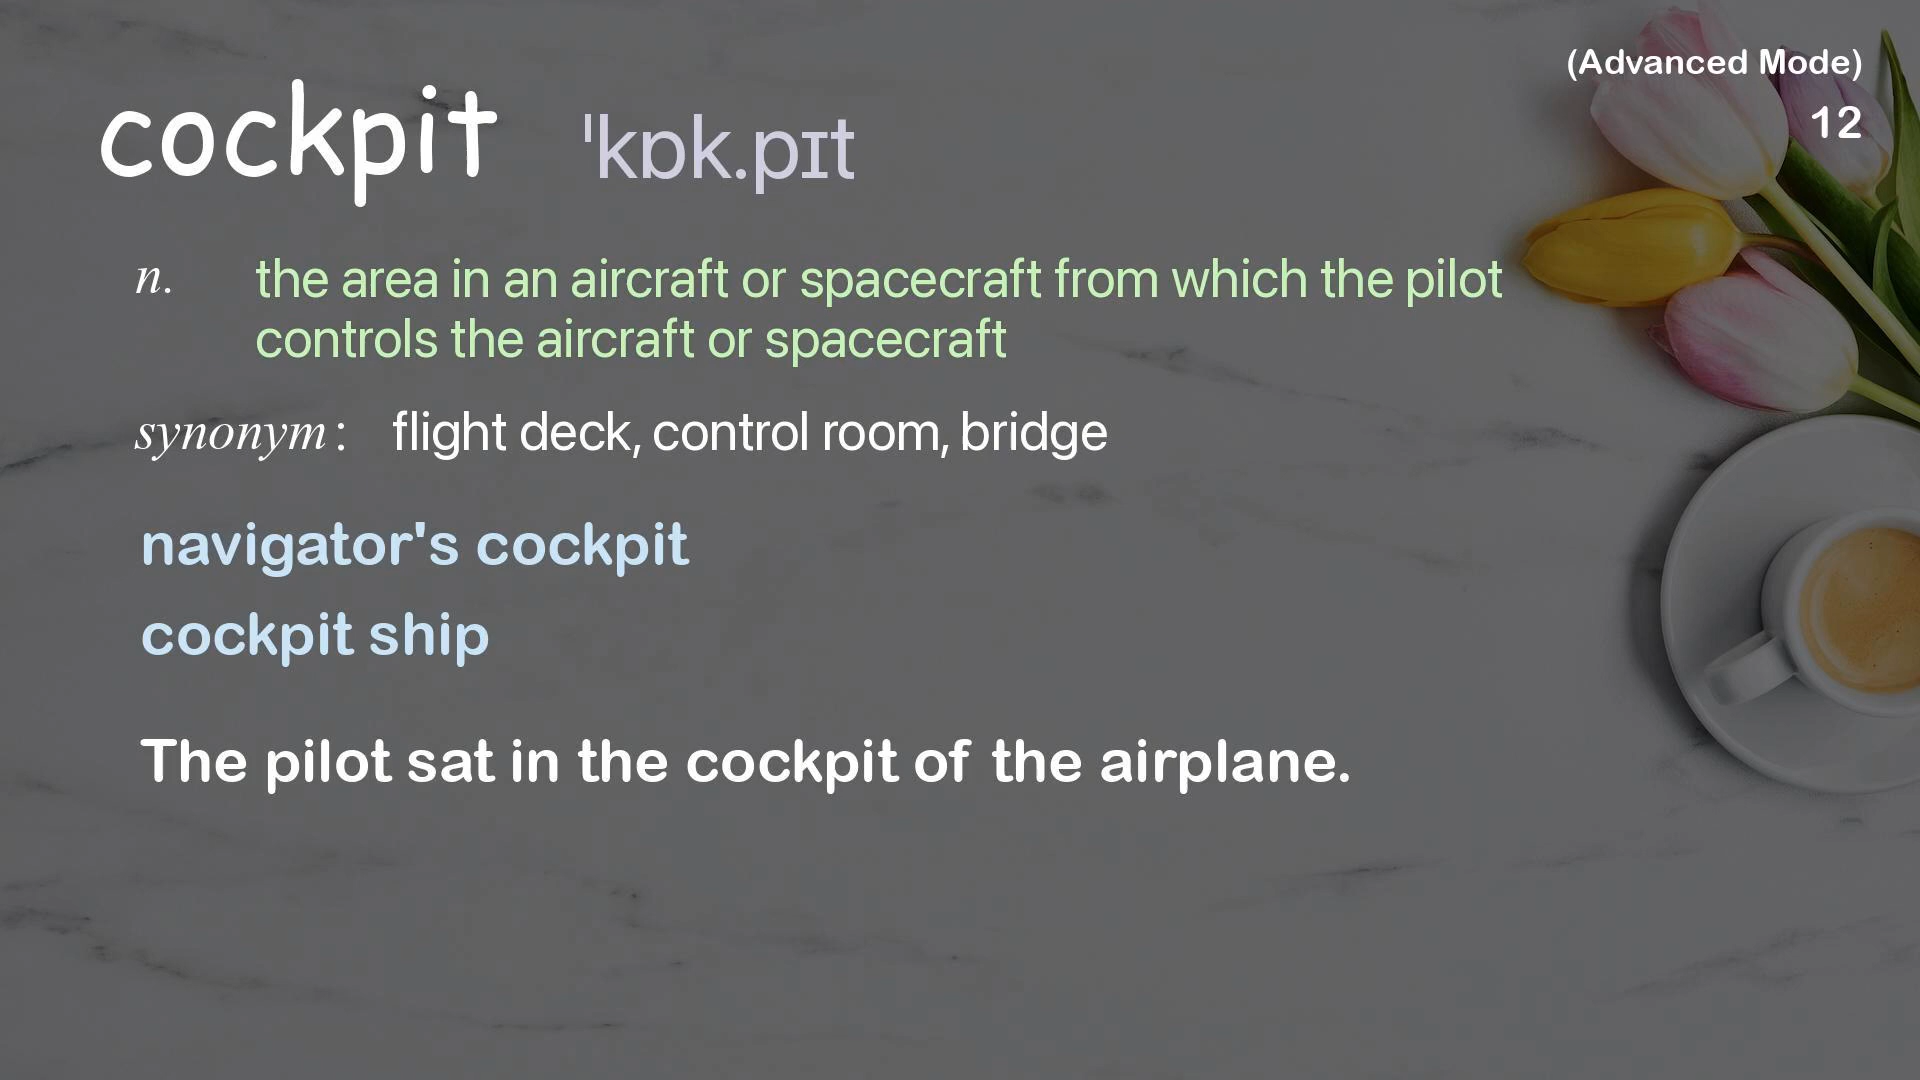 (Advanced Mode)
12
cockpit ˈkɒk.pɪt
n. the area in an aircraft or spacecraft from which the pilot
controls the aircraft or spacecraft
synonym: flight deck, control room, bridge
navigator's cockpit
cockpit ship
The pilot sat in the cockpit of the airplane.